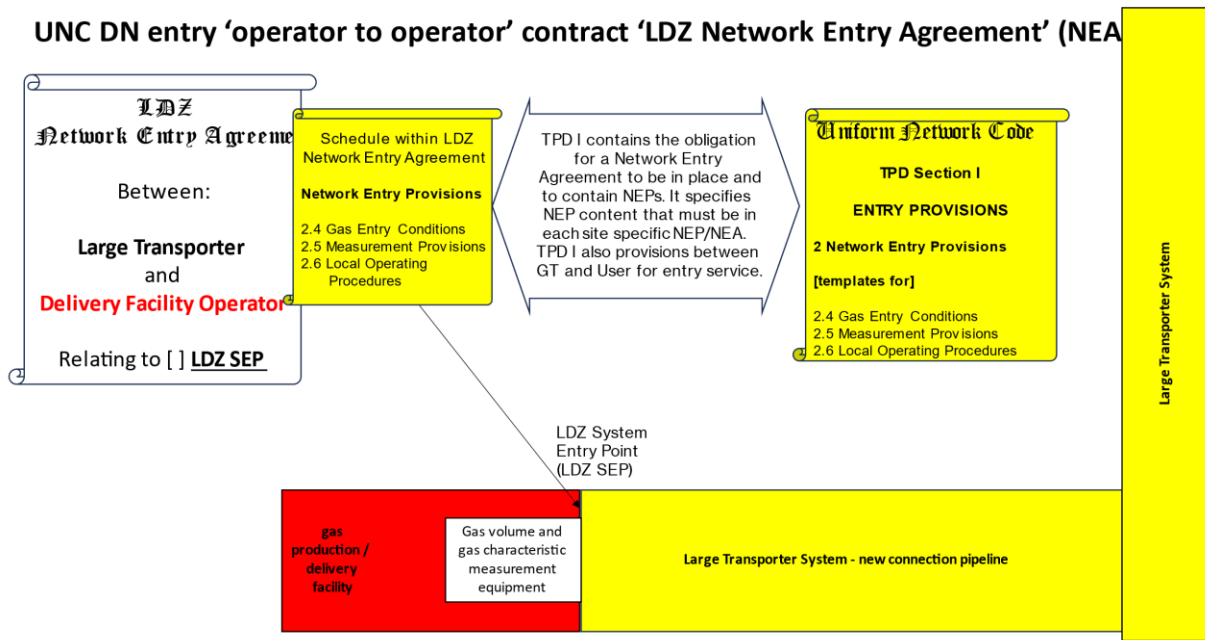 UNC DN entry ‘operator to operator’ contract ‘LDZ Network Entry Agreement’ (NEA
LDZ
Network Entry Agreeme
Between:
Large Transporter
and
Delivery Facility Operator
Relating to [ ] LDZ SEP
Schedule within LDZ
Network Entry Agreement
Network Entry Provisions
2.4 Gas Entry Conditions
2.5 Measurement Provisions
2.6 Local Operating
Procedures
TPD I contains the obligation
for a Network Entry
Agreement to be in place and
to contain NEPs. It specifies
NEP content that must be in
each site specific NEP/NEA.
TPD I also provisions between
GT and User for entry service.
Uniform Network Code
TPD Section I
ENTRY PROVISIONS
2 Network Entry Provisions
[templates for]
2.4 Gas Entry Conditions
2.5 Measurement Provisions
2.6 Local Operating Procedures
Large Transporter System
LDZ System
Entry Point
(LDZ SEP)
gas
production /
delivery
facility
Gas volume and
gas characteristic
measurement
equipment
Large Transporter System - new connection pipeline